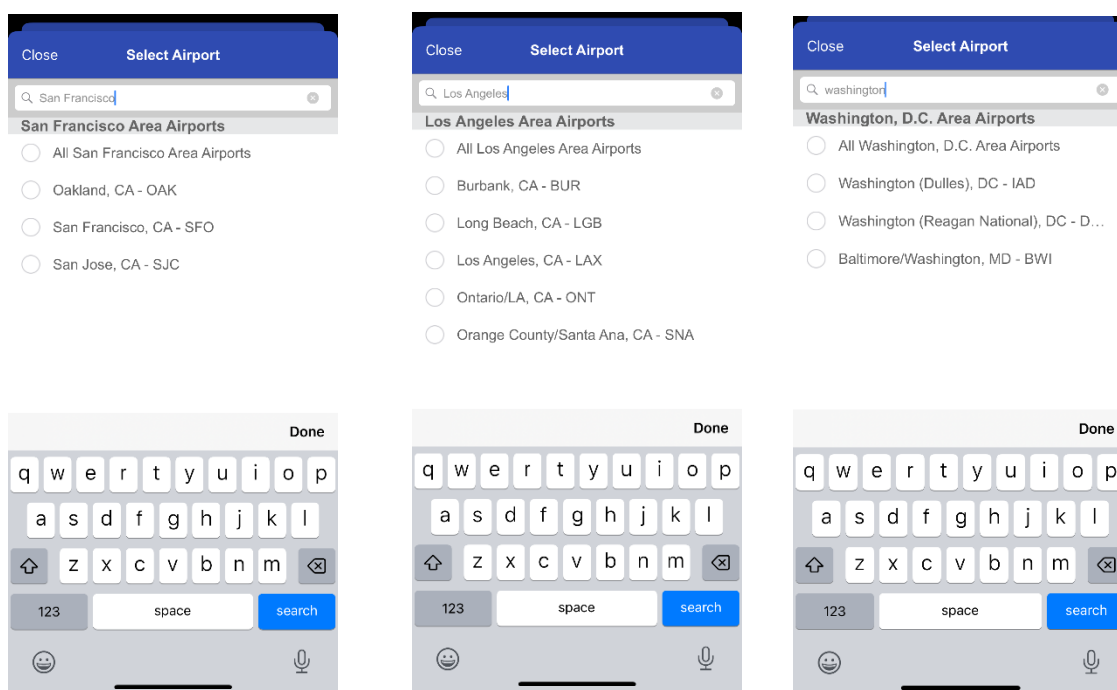 Close Select Airport
San Francisco
San Francisco Area Airports
All San Francisco Area Airports
Oakland, CA - OAK
San Francisco, CA - SFO
San Jose, CA - SJC
Done
q w e r t y u i o p
a s d f g h j k l
z x c v b n m
123 space search
Close Select Airport
Los Angeles
Los Angeles Area Airports
All Los Angeles Area Airports
Burbank, CA - BUR
Long Beach, CA - LGB
Los Angeles, CA - LAX
Ontario/LA, CA - ONT
Orange County/Santa Ana, CA - SNA
Done
q w e r t y u i o p
a s d f g h j k l
z x c v b n m
123 space search
Close Select Airport
washington
Washington, D.C. Area Airports
All Washington, D.C. Area Airports
Washington (Dulles), DC - IAD
Washington (Reagan National), DC - D...
Baltimore/Washington, MD - BWI
Done
q w e r t y u i o p
a s d f g h j k l
z x c v b n m
123 space search